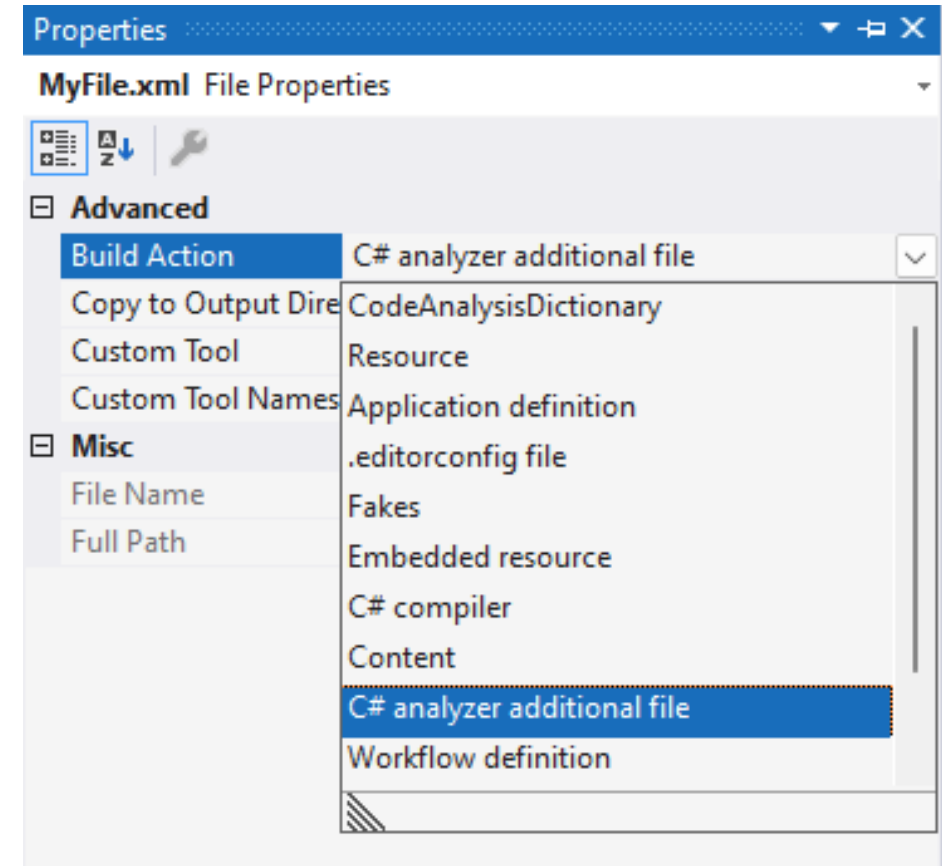 Properties
MyFile.xml File Properties
Advanced
Build Action C# analyzer additional file
Copy to Output Dire
Custom Tool
Custom Tool Names
Misc
File Name
Full Path
CodeAnalysisDictionary
Resource
Application definition
.editorconfig file
Fakes
Embedded resource
C# compiler
Content
C# analyzer additional file
Workflow definition